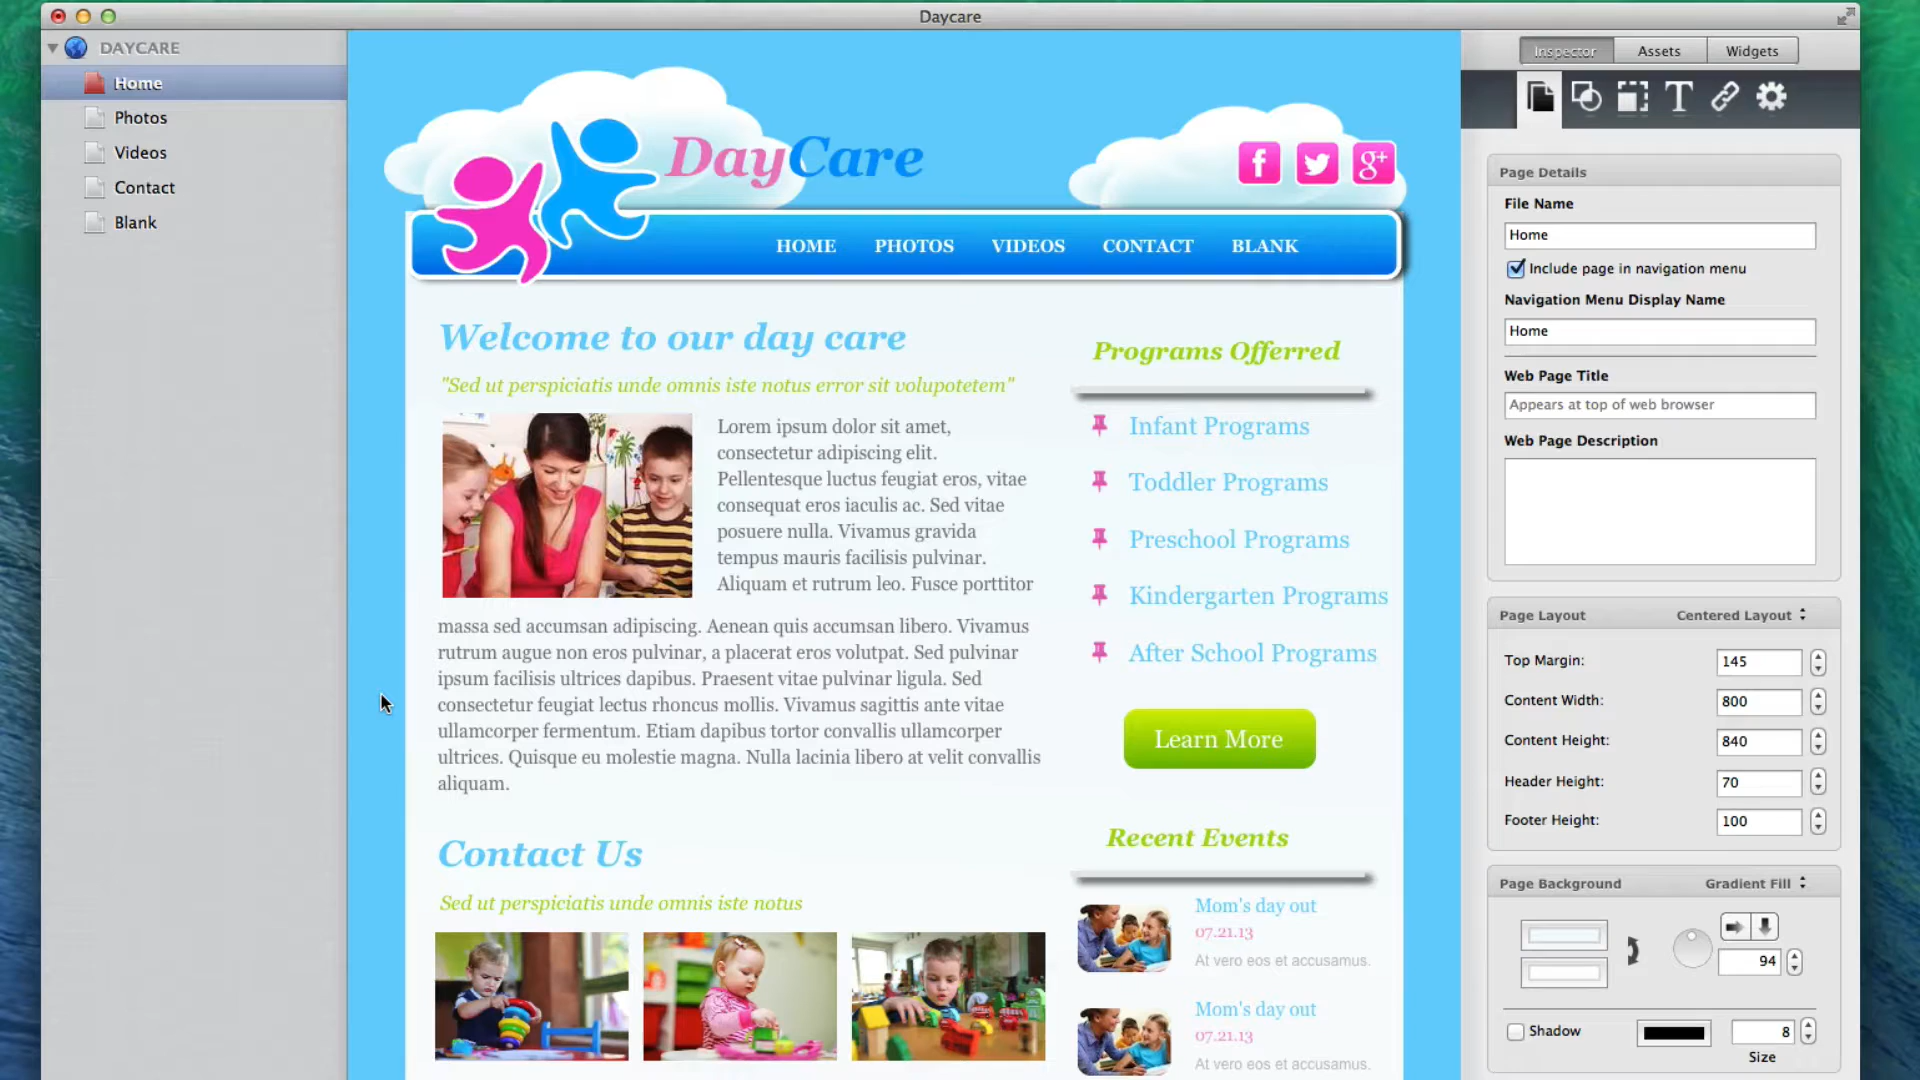 Daycare
DAYCARE
Home
Photos
Videos
Contact
Blank
DayCare
f
g+
HOME PHOTOS VIDEOS CONTACT BLANK
Welcome to our day care
"Sed ut perspiciatis unde omnis iste notus error sit volupotetem"
Lorem ipsum dolor sit amet,
consectetur adipiscing elit.
Pellentesque luctus feugiat eros, vitae
consequat eros iaculis ac. Sed vitae
posuere nulla. Vivamus gravida
tempus mauris facilisis pulvinar.
Aliquam et rutrum leo. Fusce porttitor
massa sed accumsan adipiscing. Aenean quis accumsan libero. Vivamus
rutrum augue non eros pulvinar, a placerat eros volutpat. Sed pulvinar
ipsum facilisis ultrices dapibus. Praesent vitae pulvinar ligula. Sed
consectetur feugiat lectus rhoncus mollis. Vivamus sagittis ante vitae
ullamcorper fermentum. Etiam dapibus tortor convallis ullamcorper
ultrices. Quisque eu molestie magna. Nulla lacinia libero at velit convallis
aliquam.
Contact Us
Sed ut perspiciatis unde omnis iste notus
Programs Offerred
Infant Programs
Toddler Programs
Preschool Programs
Kindergarten Programs
After School Programs
Learn More
Recent Events
Mom's day out
07.21.13
At vero eos et accusamus.
Mom's day out
07.21.13
At vero eos et accusamus.
Inspector Assets Widgets
T
Page Details
File Name
Home
Include page in navigation menu
Navigation Menu Display Name
Home
Web Page Title
Appears at top of web browser
Web Page Description
Page Layout Centered Layout
Top Margin: 145
Content Width: 800
Content Height: 840
Header Height: 70
Footer Height: 100
Page Background Gradient Fill
94
Shadow 8
Size